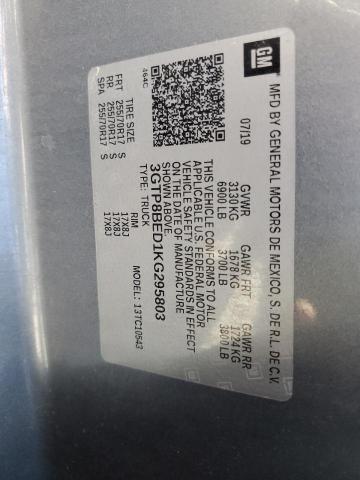 GM
MFD BY GENERAL MOTORS DE MEXICO, S. DE R.L. DE C.V.
07/19
GVWR
GAWR FRT
GAWR RR
3130 KG
1678 KG
1724 KG
6900 LB
3700 LB
3800 LB
THIS VEHICLE CONFORMS TO ALL
APPLICABLE U.S. FEDERAL MOTOR
VEHICLE SAFETY STANDARDS IN EFFECT
ON THE DATE OF MANUFACTURE
SHOWN ABOVE.
3GTP8BED1KG295803
TYPE: TRUCK
MODEL: 13TC10543
464C
TIRE SIZE
RIM
FRT 255/70R17 S 17X8J
RR 255/70R17 S 17X8J
SPA 255/70R17 S 17X8J